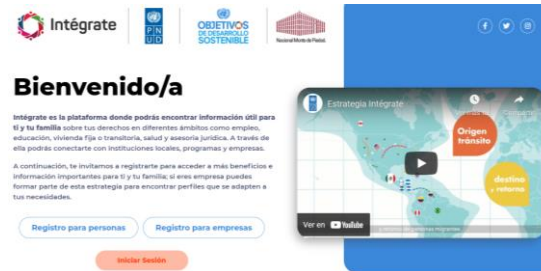 Intégrate
P N
U D
OBJETIVOS
DE DESARROLLO
SOSTENIBLE
Nacional Monte de Piedad
Bienvenido/a
Intégrate es la plataforma donde podrás encontrar información útil para
ti y tu familia sobre tus derechos en diferentes ámbitos como empleo,
educación, vivienda fija o transitoria, salud y asesoría jurídica. A través de
ella podrás conectarte con instituciones locales, programas y empresas.
A continuación, te invitamos a registrarte para acceder a más beneficios e
información importantes para ti y tu familia; si eres empresa puedes
formar parte de esta estrategia para encontrar perfiles que se adapten a
tus necesidades.
Registro para personas
Registro para empresas
Iniciar Sesión
Estrategia Intégrate
Origen
tránsito
destino
y retorno
Ver en YouTube
personas migrantes